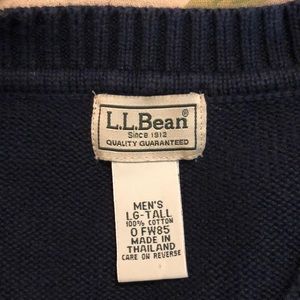 L.L.Bean®
Since 1912
QUALITY GUARANTEED
MEN'S
LG-TALL
100% COTTON
0 FW85
MADE IN
THAILAND
CARE ON REVERSE